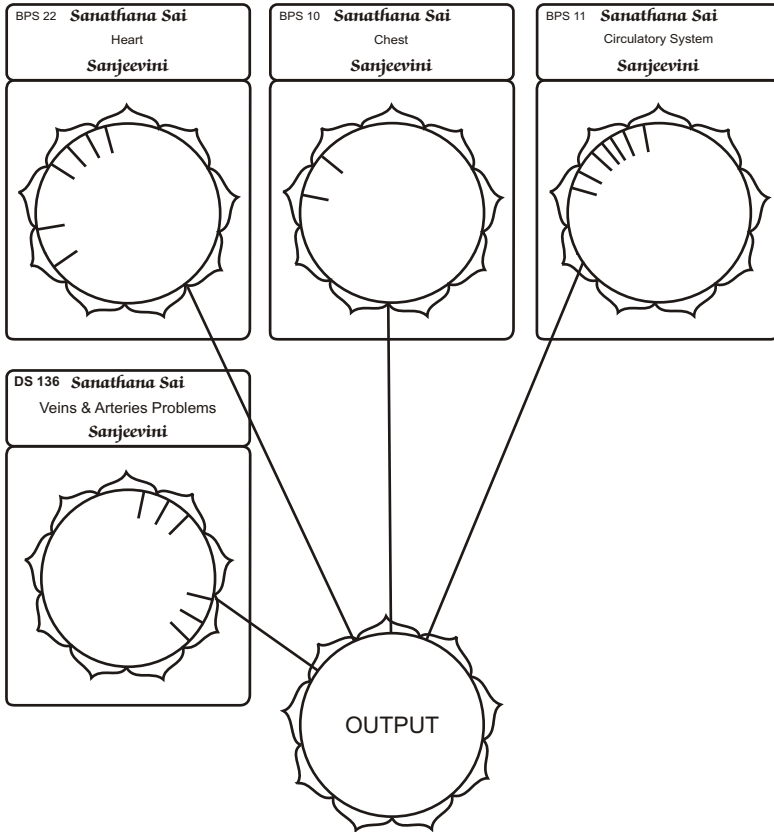 BPS 22 Sanathana Sai
Heart
Sanjeevini
BPS 10 Sanathana Sai
Chest
Sanjeevini
BPS 11 Sanathana Sai
Circulatory System
Sanjeevini
DS 136 Sanathana Sai
Veins & Arteries Problems
Sanjeevini
OUTPUT